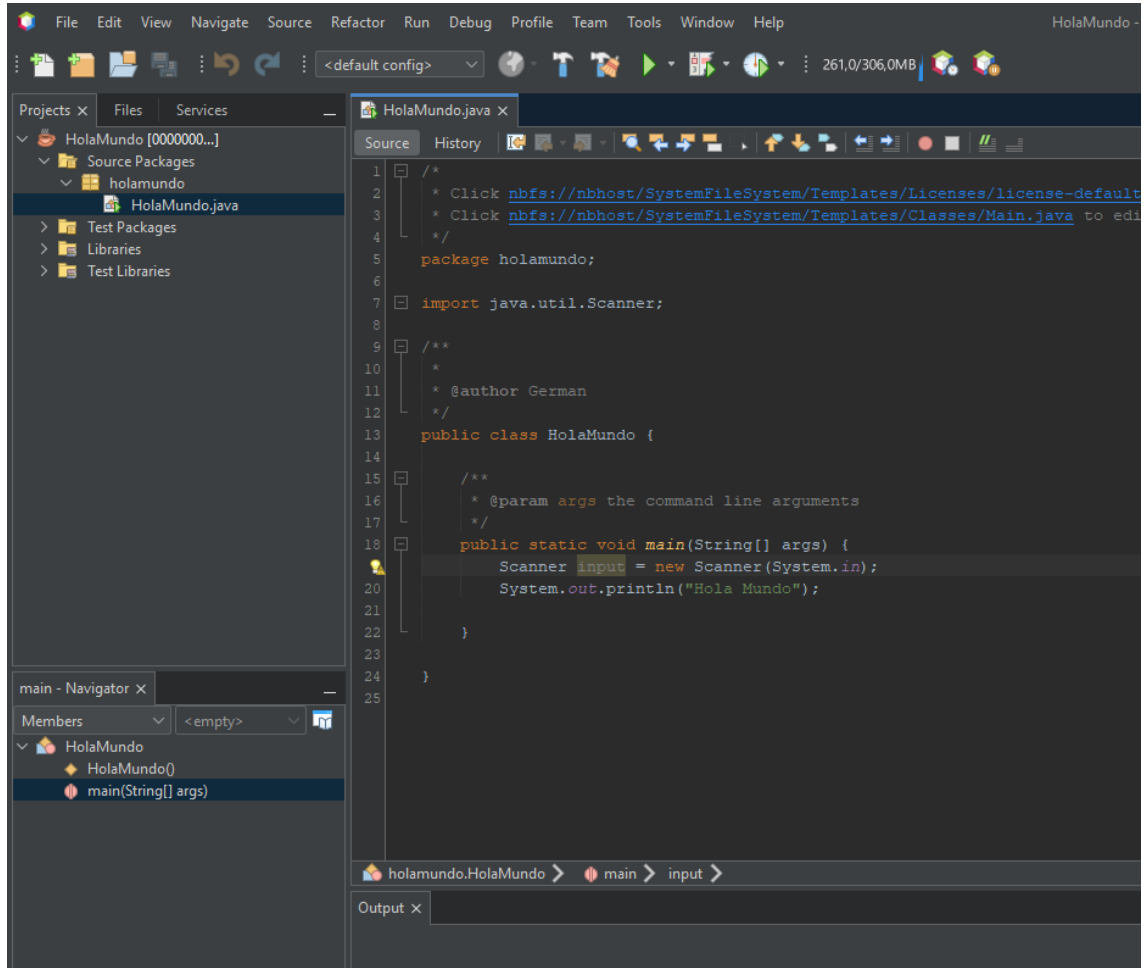 File Edit View Navigate Source Refactor Run Debug Profile Team Tools Window Help HolaMundo -
<default config> 261,0/306,0MB
Projects Files Services
HolaMundo [0000000...]
Source Packages
holamundo
HolaMundo.java
Test Packages
Libraries
Test Libraries
main - Navigator
Members <empty>
HolaMundo
HolaMundo()
main(String[] args)
HolaMundo.java
Source History
1 /*
2 * Click nbfs://nbhost/SystemFileSystem/Templates/Licenses/license-default
3 * Click nbfs://nbhost/SystemFileSystem/Templates/Classes/Main.java to edi
4 */
5 package holamundo;
6
7 import java.util.Scanner;
8
9 /**
10 *
11 * @author German
12 */
13 public class HolaMundo {
14
15 /**
16 * @param args the command line arguments
17 */
18 public static void main(String[] args) {
Scanner input = new Scanner(System.in);
20 System.out.println("Hola Mundo");
21
22 }
23
24 }
25
holamundo.HolaMundo main input
Output